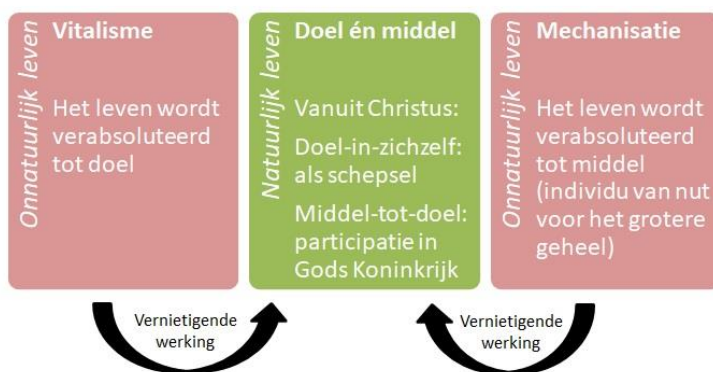 Onnatuurlijk leven
Vitalisme
Het leven wordt
verabsoluteerd
tot doel
Natuurlijk leven
Doel én middel
Vanuit Christus:
Doel-in-zichzelf:
als schepsel
Middel-tot-doel:
participatie in
Gods Koninkrijk
Onnatuurlijk leven
Mechanisatie
Het leven wordt
verabsoluteerd
tot middel
(individu van nut
voor het grotere
geheel)
Vernietigende
werking
Vernietigende
werking